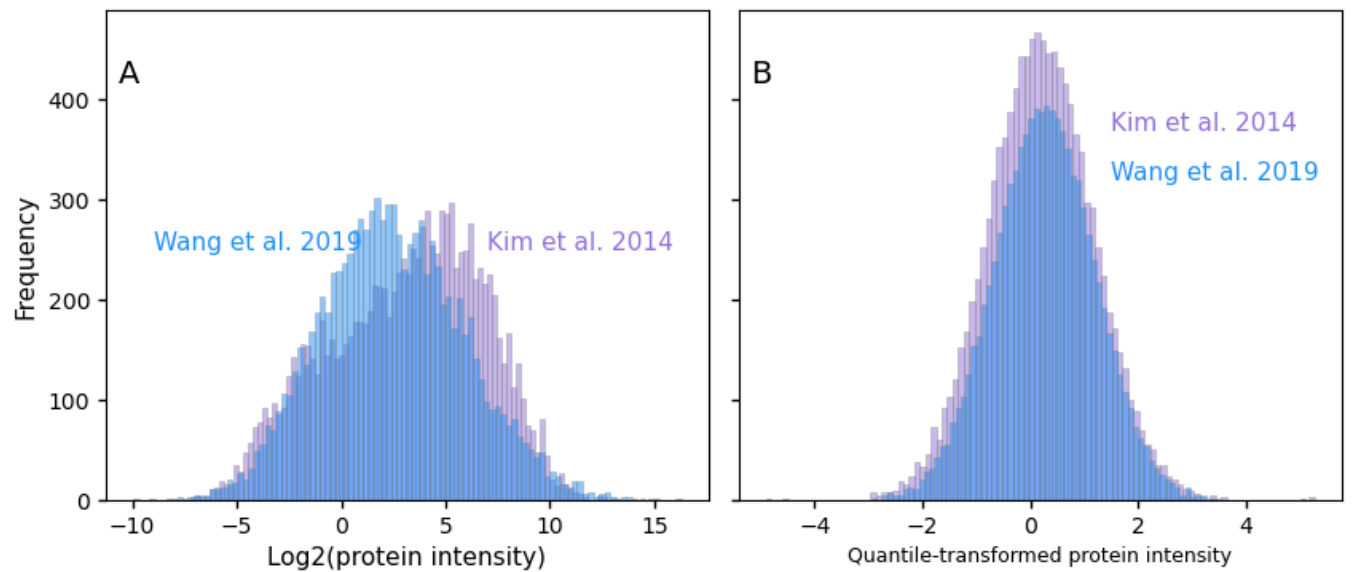 A
Wang et al. 2019
Kim et al. 2014
Frequency
400
300
200
100
0
−10
−5
0
5
10
15
Log2(protein intensity)
B
Kim et al. 2014
Wang et al. 2019
−4
−2
0
2
4
Quantile-transformed protein intensity